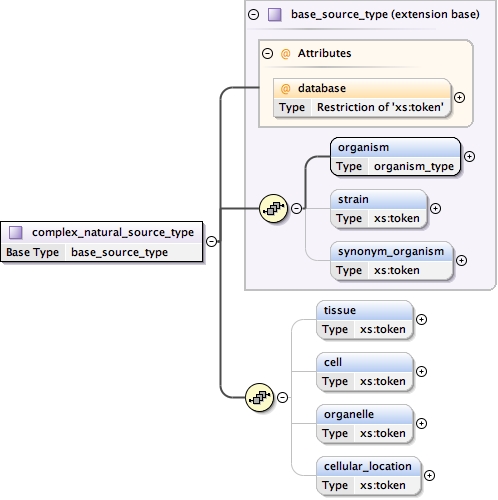 base_source_type (extension base)
@ Attributes
@ database
Type Restriction of 'xs:token'
organism
Type organism_type
strain
Type xs:token
synonym_organism
Type xs:token
complex_natural_source_type
Base Type base_source_type
tissue
Type xs:token
cell
Type xs:token
organelle
Type xs:token
cellular_location
Type xs:token